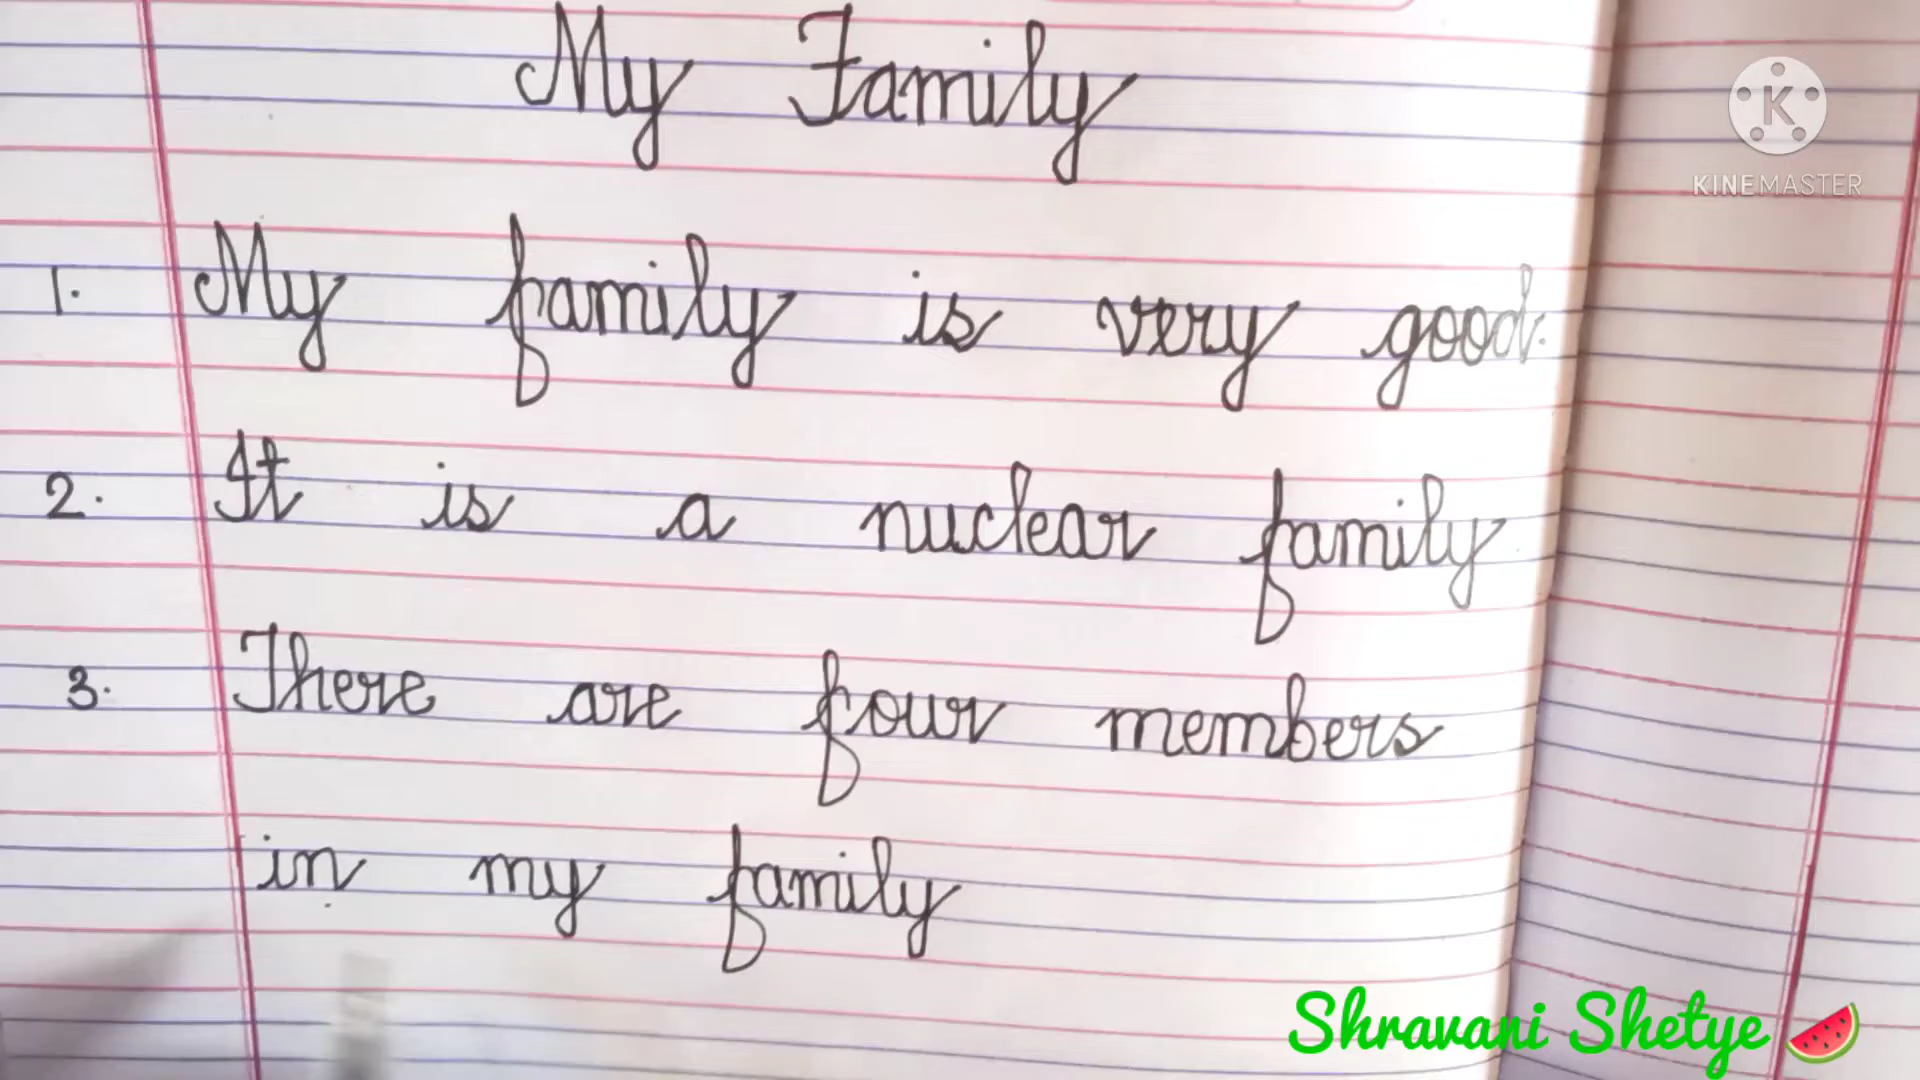 My Family
KINEMASTER
1. My family is very good.
2. It is a nuclear family
3. There are four members
in my family
Shravani Shetye